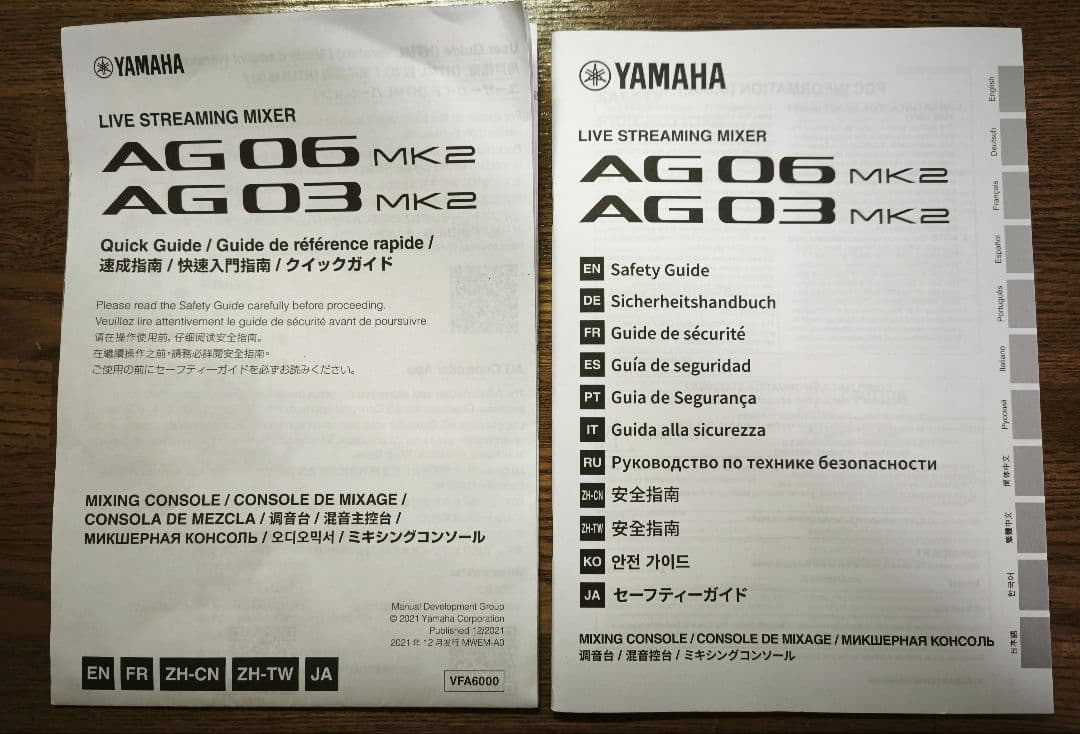 YAMAHA
LIVE STREAMING MIXER
AG06 MK2
AG03 MK2
Quick Guide / Guide de référence rapide /
速成指南 / 快速入門指南 / クイックガイド
Please read the Safety Guide carefully before proceeding.
Veuillez lire attentivement le guide de sécurité avant de poursuivre
请在操作使用前,仔细阅读安全指南。
在繼續操作之前,請務必詳閱安全指南。
ご使用の前にセーフティーガイドを必ずお読みください。
MIXING CONSOLE / CONSOLE DE MIXAGE /
CONSOLA DE MEZCLA / 调音台 / 混音主控台 /
МИКШЕРНАЯ КОНСОЛЬ / 오디오믹서 / ミキシングコンソール
Manual Development Group
© 2021 Yamaha Corporation
Published 12/2021
2021 年 12 月发行 MWEM-A0
EN FR ZH-CN ZH-TW JA
VFA6000
YAMAHA
LIVE STREAMING MIXER
AG06 MK2
AG03 MK2
EN Safety Guide
DE Sicherheitshandbuch
FR Guide de sécurité
ES Guía de seguridad
PT Guia de Segurança
IT Guida alla sicurezza
RU Руководство по технике безопасности
ZH-CN 安全指南
ZH-TW 安全指南
KO 안전 가이드
JA セーフティーガイド
MIXING CONSOLE / CONSOLE DE MIXAGE / МИКШЕРНАЯ КОНСОЛЬ
调音台 / 混音控台 / ミキシングコンソール
English
Deutsch
Français
Español
Português
Italiano
Русский
简体中文
繁體中文
한국어
日本語